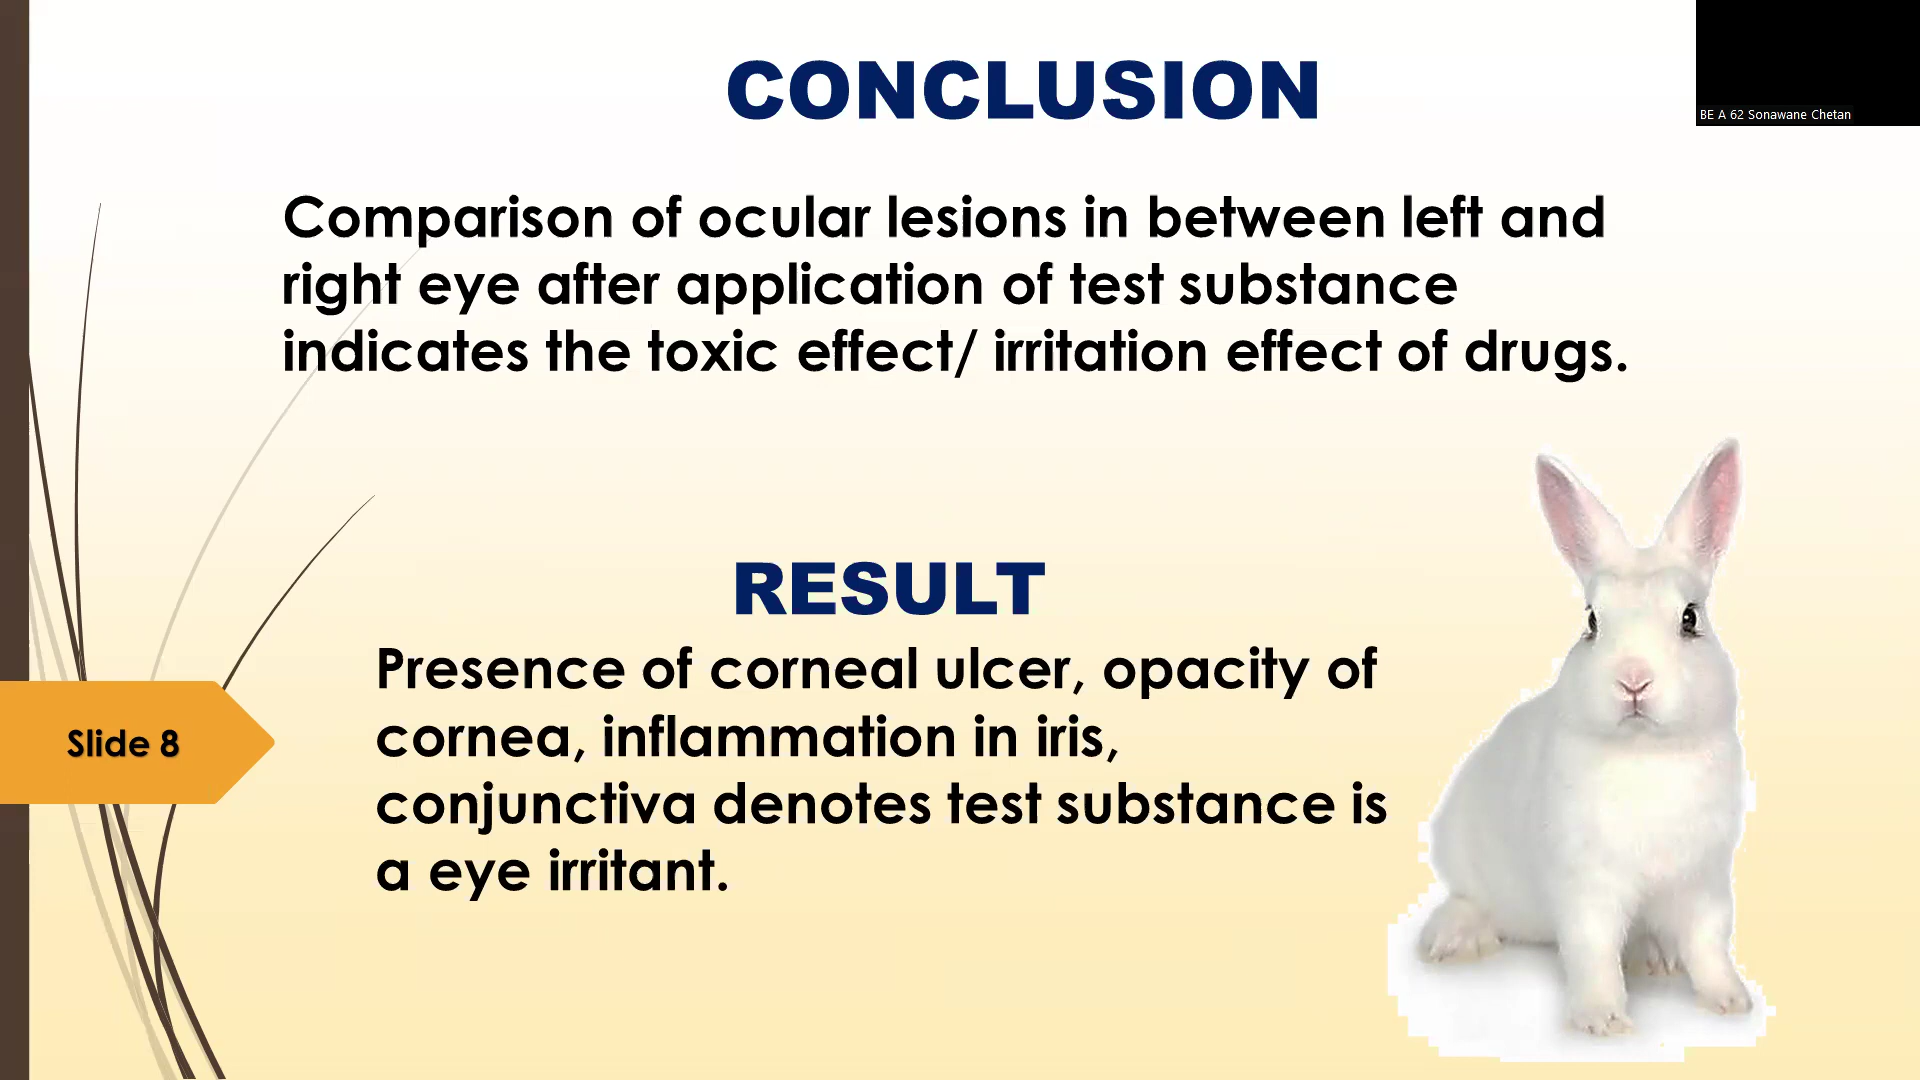 CONCLUSION
BE A 62 Sonawane Chetan
Comparison of ocular lesions in between left and
right eye after application of test substance
indicates the toxic effect/ irritation effect of drugs.
RESULT
Presence of corneal ulcer, opacity of
cornea, inflammation in iris,
conjunctiva denotes test substance is
a eye irritant.
Slide 8